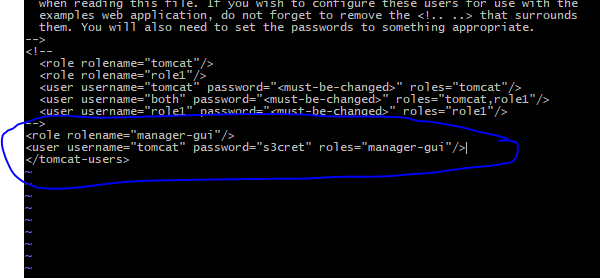 when reading this file. If you wish to configure these users for use with the
examples web application, do not forget to remove the <!.. ..> that surrounds
them. You will also need to set the passwords to something appropriate.
-->
<!--
<role rolename="tomcat"/>
<role rolename="role1"/>
<user username="tomcat" password="<must-be-changed>" roles="tomcat"/>
<user username="both" password="<must-be-changed>" roles="tomcat,role1"/>
<user username="role1" password="<must-be-changed>" roles="role1"/>
-->
<role rolename="manager-gui"/>
<user username="tomcat" password="s3cret" roles="manager-gui"/>
</tomcat-users>
~
~
~
~
~
~
~
~
~